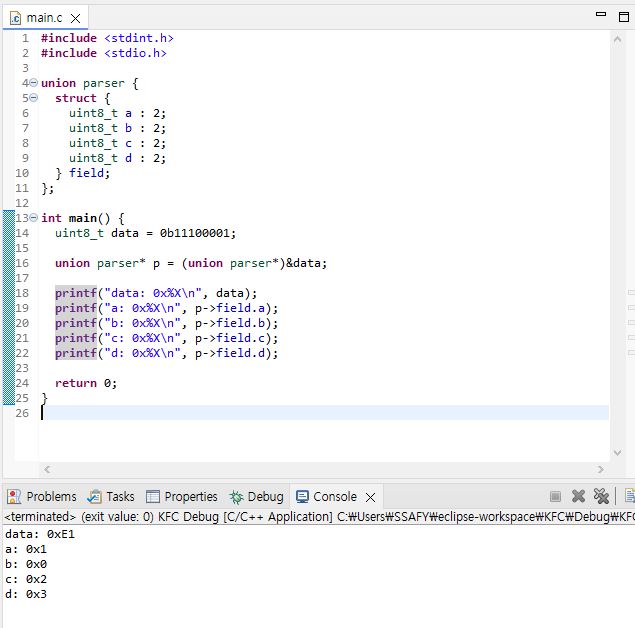 main.c
1 #include <stdint.h>
2 #include <stdio.h>
3
4 union parser {
5   struct {
6     uint8_t a : 2;
7     uint8_t b : 2;
8     uint8_t c : 2;
9     uint8_t d : 2;
10   } field;
11 };
12
13 int main() {
14   uint8_t data = 0b11100001;
15
16   union parser* p = (union parser*)&data;
17
18   printf("data: 0x%X\n", data);
19   printf("a: 0x%X\n", p->field.a);
20   printf("b: 0x%X\n", p->field.b);
21   printf("c: 0x%X\n", p->field.c);
22   printf("d: 0x%X\n", p->field.d);
23
24   return 0;
25 }
26
Problems Tasks Properties Debug Console
<terminated> (exit value: 0) KFC Debug [C/C++ Application] C:₩Users₩SSAFY₩eclipse-workspace₩KFC₩Debug₩KFC
data: 0xE1
a: 0x1
b: 0x0
c: 0x2
d: 0x3